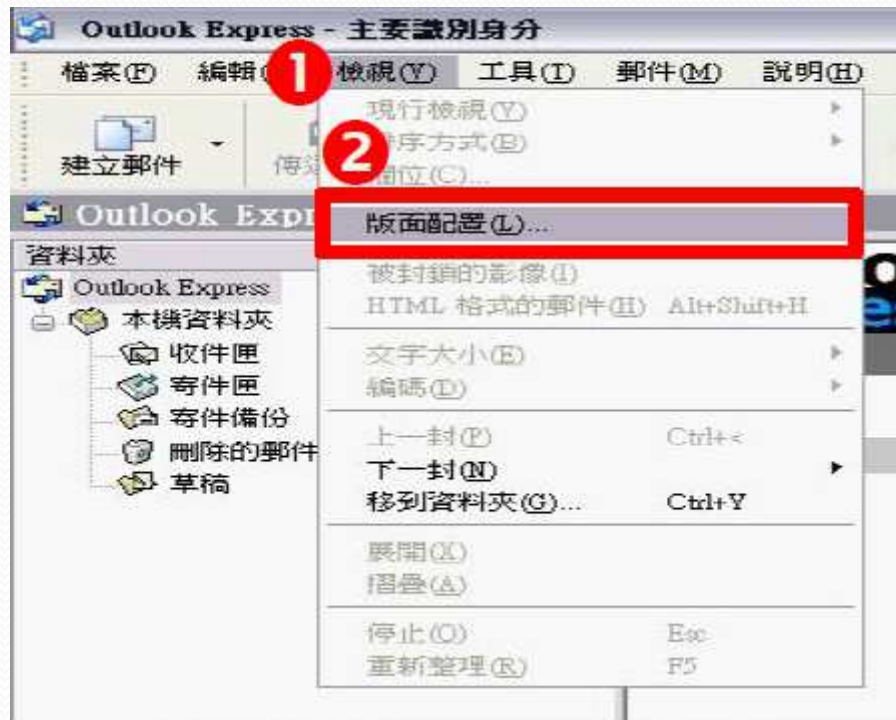 Outlook Express - 主要識別身分
檔案(F) 編輯( 1 檢視(Y) 工具(T) 郵件(M) 說明(H)
建立郵件
Outlook Expr
資料夾
Outlook Express
本機資料夾
收件匣
寄件匣
寄件備份
刪除的郵件
草稿
現行檢視(Y)
2 序方式(B)
(C)...
版面配置(L)...
被封鎖的影像(I)
HTML 格式的郵件(H) Alt+Shift+H
文字大小(E)
編碼(D)
上一封(P) Ctrl+<
下一封(N)
移到資料夾(G)... Ctrl+Y
展開(X)
摺疊(A)
停止(O) Esc
重新整理(R) F5